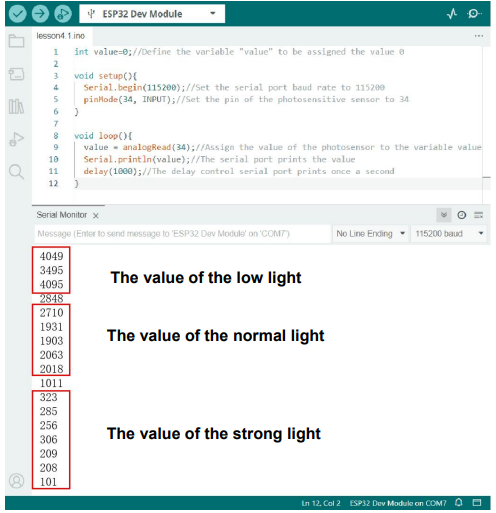 ESP32 Dev Module
lesson4.1.ino
1 int value=0;//Define the variable "value" to be assigned the value 0
2
3 void setup(){
4 Serial.begin(115200);//Set the serial port baud rate to 115200
5 pinMode(34, INPUT);//Set the pin of the photosensitive sensor to 34
6 }
7
8 void loop(){
9 value = analogRead(34);//Assign the value of the photosensor to the variable value
10 Serial.println(value);//The serial port prints the value
11 delay(1000);//The delay control serial port prints once a second
12 }
Serial Monitor x
Message (Enter to send message to 'ESP32 Dev Module' on 'COM7')
No Line Ending
115200 baud
4049
3495
4095
The value of the low light
2848
2710
1931
1903
2063
2018
The value of the normal light
1011
323
285
256
306
209
208
101
The value of the strong light
Ln 12, Col 2 ESP32 Dev Module on COM7